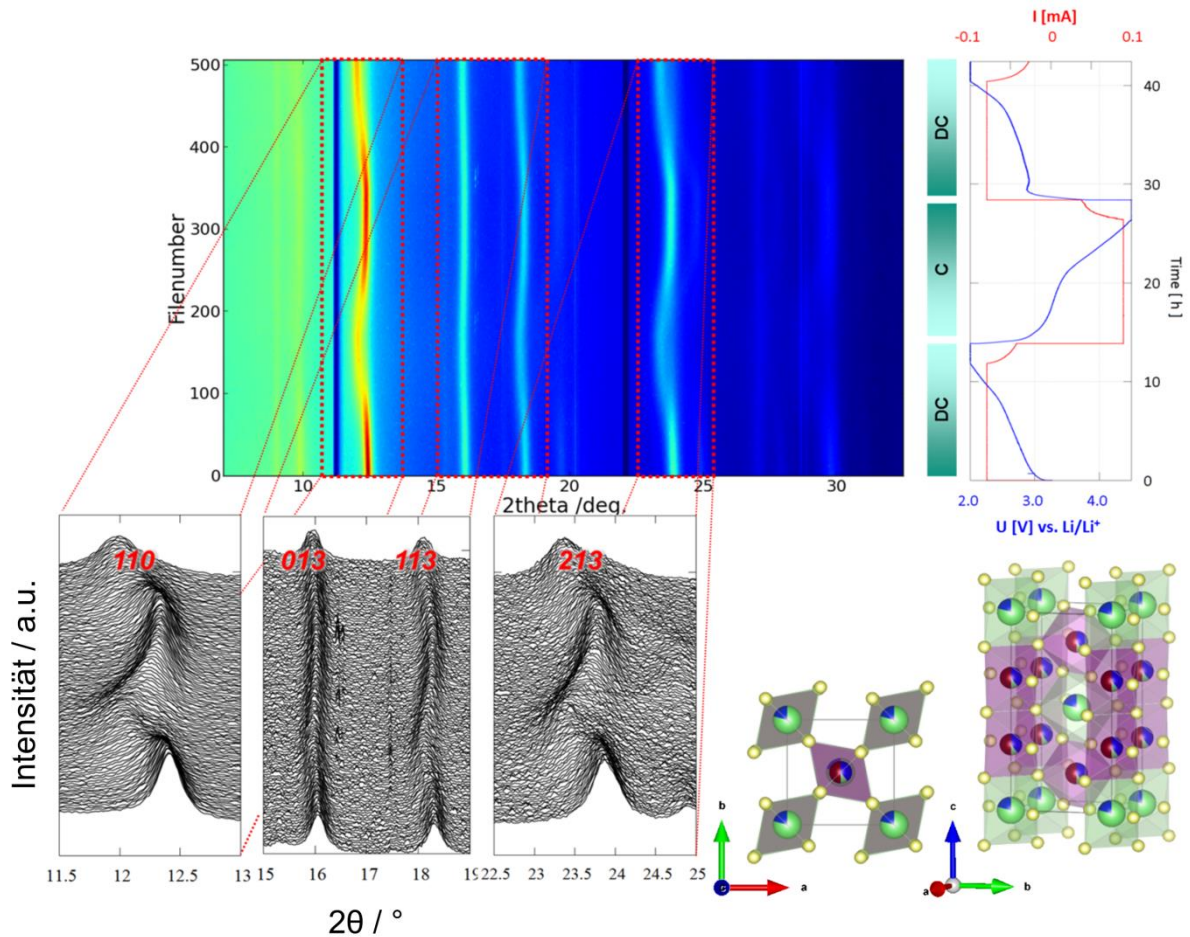 I [mA]
-0.1 0 0.1
500
400
300
200
100
0
Filenumber
10 15 20 25 30
2theta /deg.
DC
C
DC
40
30
20
10
0
Time [ h ]
2.0 3.0 4.0
U [V] vs. Li/Li⁺
110
013 113
213
Intensität / a.u.
11.5 12 12.5 13
15 16 17 18 19
22.5 23 23.5 24 24.5 25
2θ / °
b
a
c
c
a
b